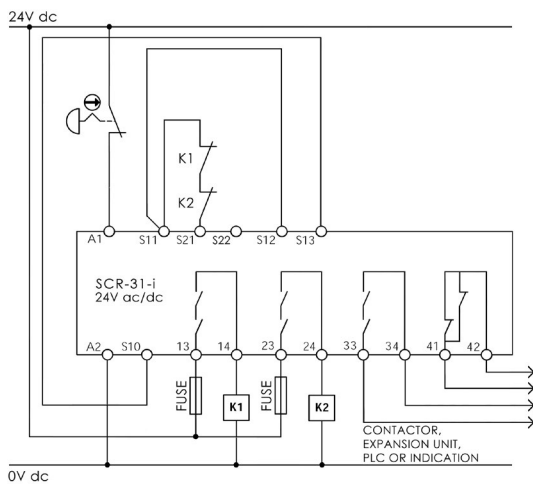 24V dc
K1
K2
A1 S11 S21 S22 S12 S13
SCR-31-i
24V ac/dc
A2 S10 13 14 23 24 33 34 41 42
FUSE
K1
FUSE
K2
CONTACTOR,
EXPANSION UNIT,
PLC OR INDICATION
0V dc